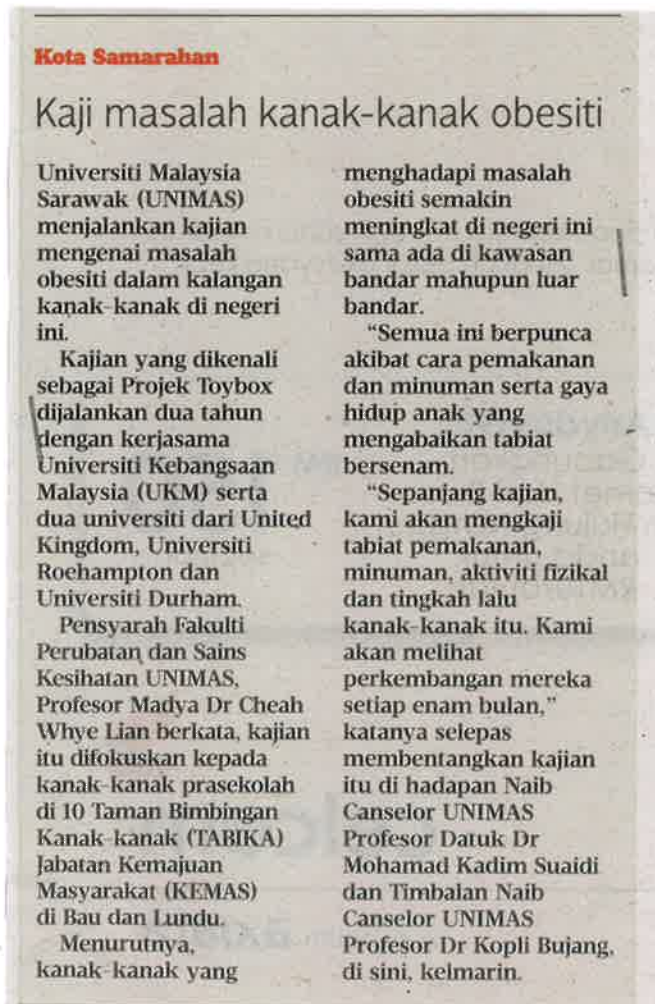 Kota Samarahan
Kaji masalah kanak-kanak obesiti
Universiti Malaysia
Sarawak (UNIMAS)
menjalankan kajian
mengenai masalah
obesiti dalam kalangan
kanak-kanak di negeri
ini.
Kajian yang dikenali
sebagai Projek Toybox
dijalankan dua tahun
dengan kerjasama
Universiti Kebangsaan
Malaysia (UKM) serta
dua universiti dari United
Kingdom, Universiti
Roehampton dan
Universiti Durham.
Pensyarah Fakulti
Perubatan dan Sains
Kesihatan UNIMAS,
Profesor Madya Dr Cheah
Whye Lian berkata, kajian
itu difokuskan kepada
kanak-kanak prasekolah
di 10 Taman Bimbingan
Kanak-kanak (TABIKA)
Jabatan Kemajuan
Masyarakat (KEMAS)
di Bau dan Lundu.
Menurutnya,
kanak-kanak yang
menghadapi masalah
obesiti semakin
meningkat di negeri ini
sama ada di kawasan
bandar mahupun luar
bandar.
“Semua ini berpunca
akibat cara pemakanan
dan minuman serta gaya
hidup anak yang
mengabaikan tabiat
bersenam.
“Sepanjang kajian,
kami akan mengkaji
tabiat pemakanan,
minuman, aktiviti fizikal
dan tingkah lalu
kanak-kanak itu. Kami
akan melihat
perkembangan mereka
setiap enam bulan,”
katanya selepas
membentangkan kajian
itu di hadapan Naib
Canselor UNIMAS
Profesor Datuk Dr
Mohamad Kadim Suaidi
dan Timbalan Naib
Canselor UNIMAS
Profesor Dr Kopli Bujang,
di sini, kelmarin.